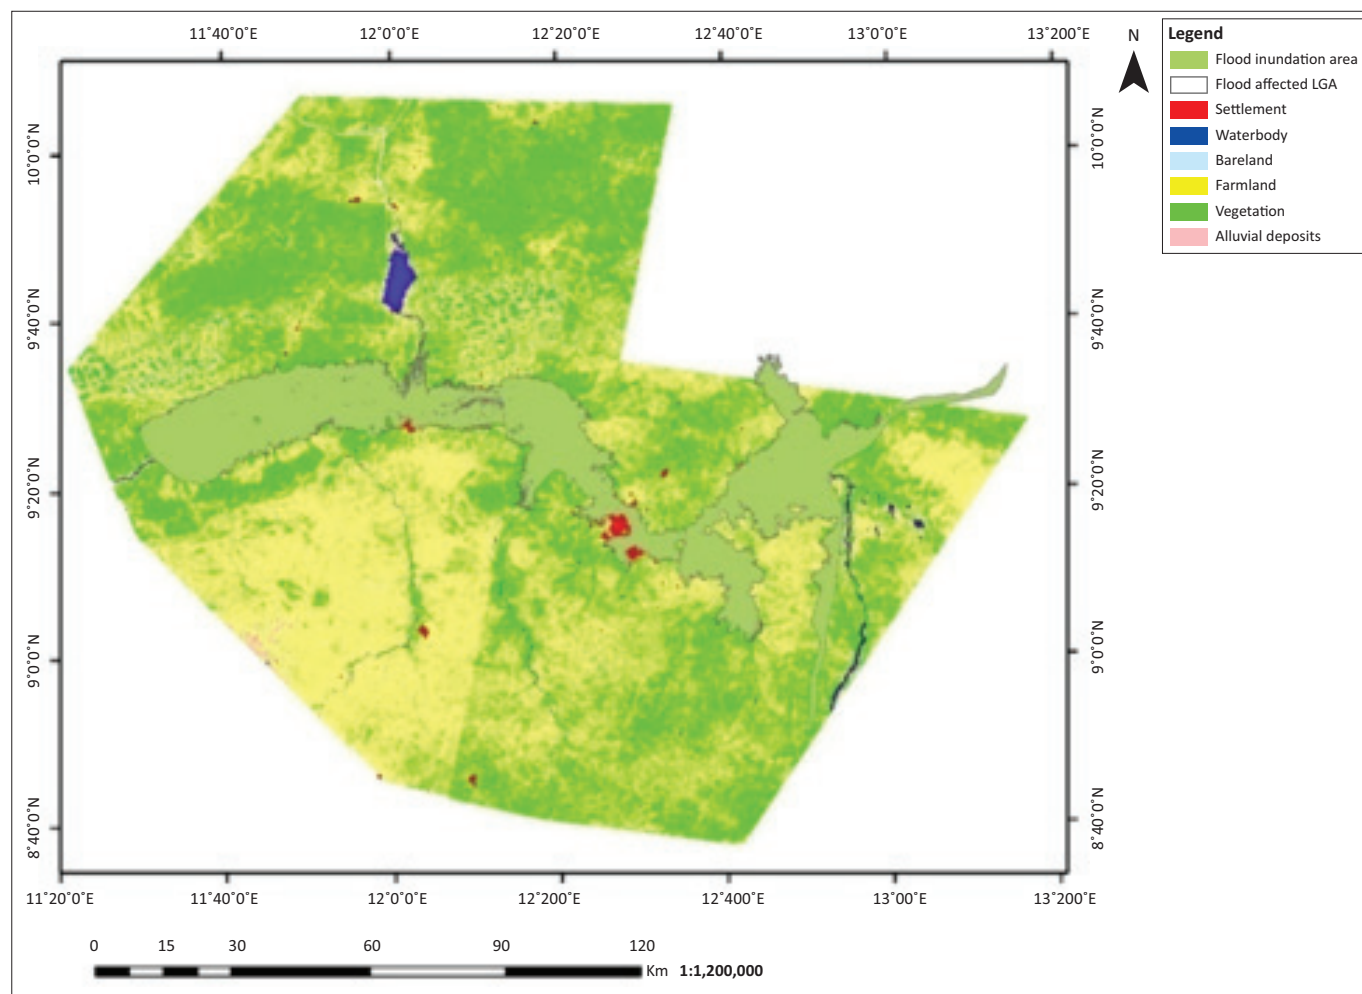 11°40'0"E 12°0'0"E 12°20'0"E 12°40'0"E 13°0'0"E 13°20'0"E
N
Legend
Flood inundation area
Flood affected LGA
Settlement
Waterbody
Bareland
Farmland
Vegetation
Alluvial deposits
10°0'0"N 10°0'0"N
9°40'0"N 9°40'0"N
9°20'0"N 9°20'0"N
9°0'0"N 9°0'0"N
8°40'0"N 8°40'0"N
11°20'0"E 11°40'0"E 12°0'0"E 12°20'0"E 12°40'0"E 13°0'0"E 13°20'0"E
0 15 30 60 90 120
Km 1:1,200,000